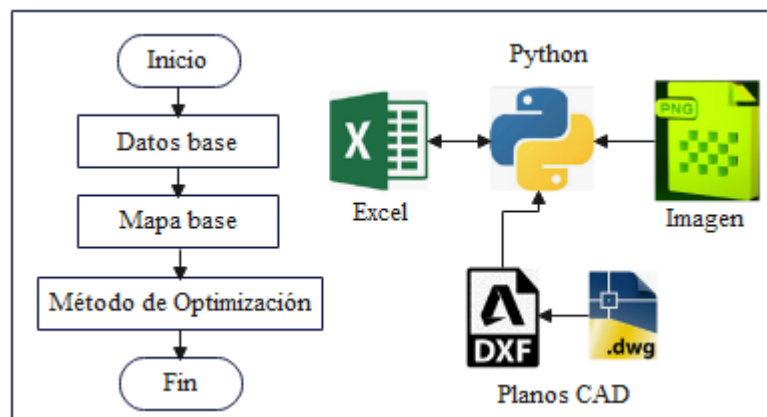 Inicio
Datos base
Mapa base
Método de Optimización
Fin
Python
X
Excel
PNG
Imagen
DXF
.dwg
Planos CAD